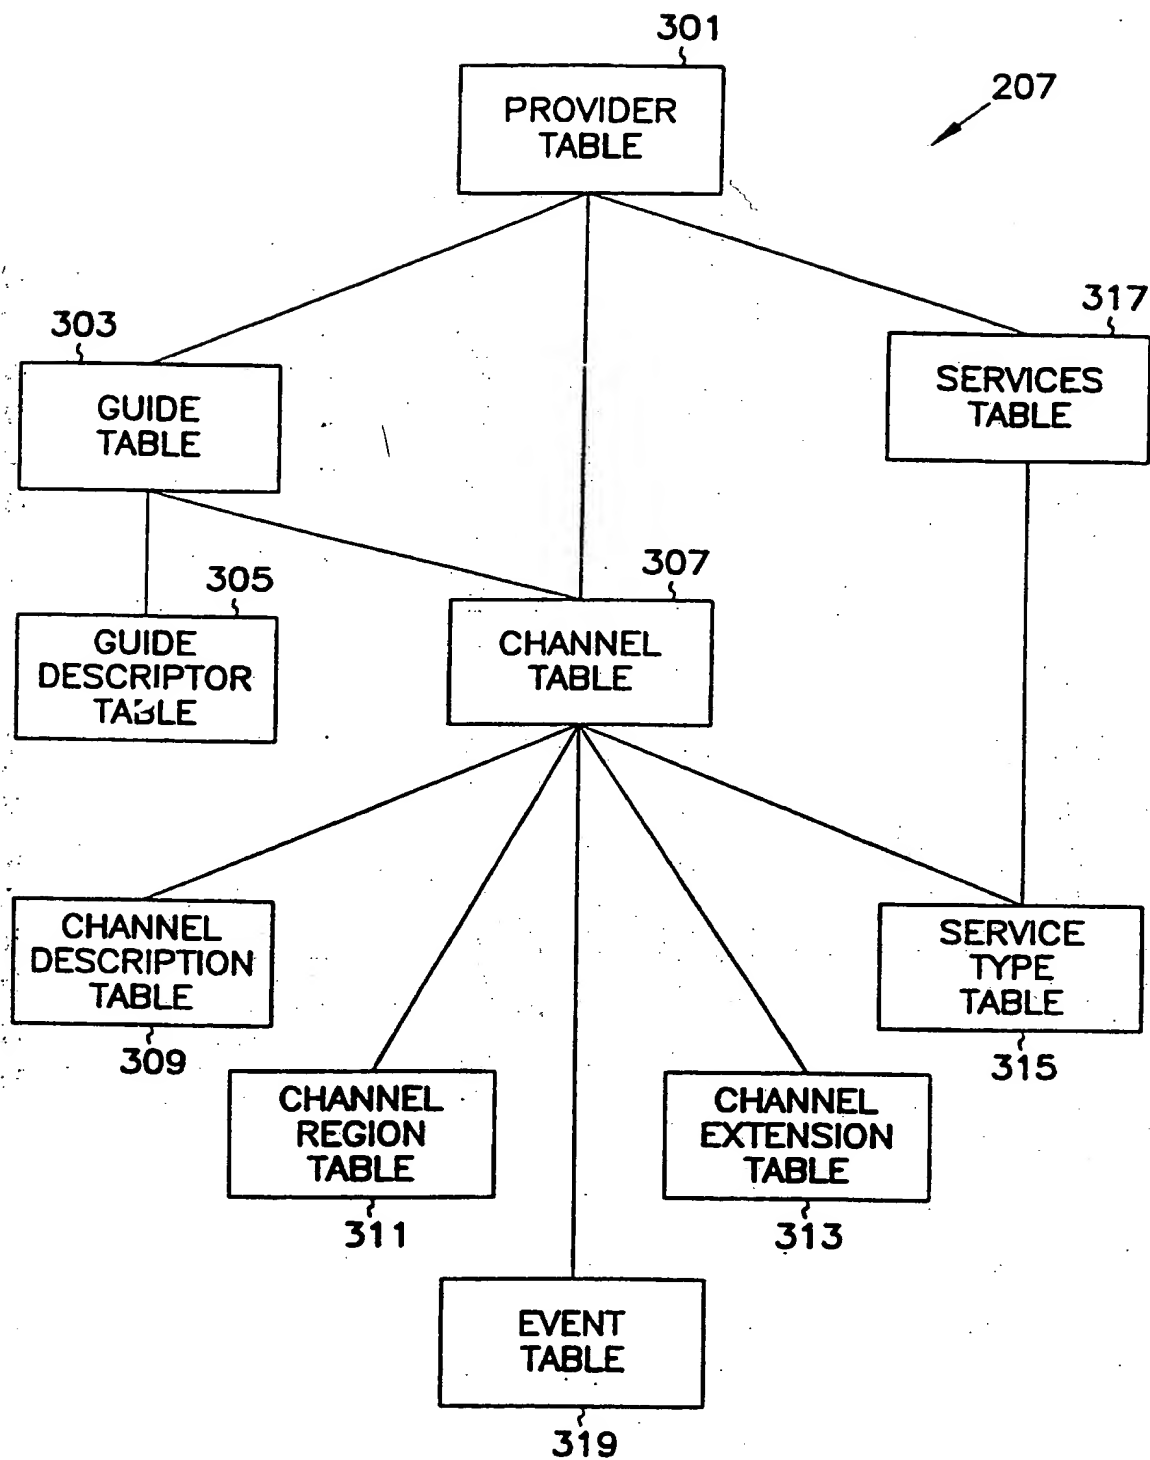 301
207
PROVIDER
TABLE
303
317
GUIDE
TABLE
SERVICES
TABLE
305
307
GUIDE
DESCRIPTOR
TABLE
CHANNEL
TABLE
CHANNEL
DESCRIPTION
TABLE
309
SERVICE
TYPE
TABLE
315
CHANNEL
REGION
TABLE
311
CHANNEL
EXTENSION
TABLE
313
EVENT
TABLE
319